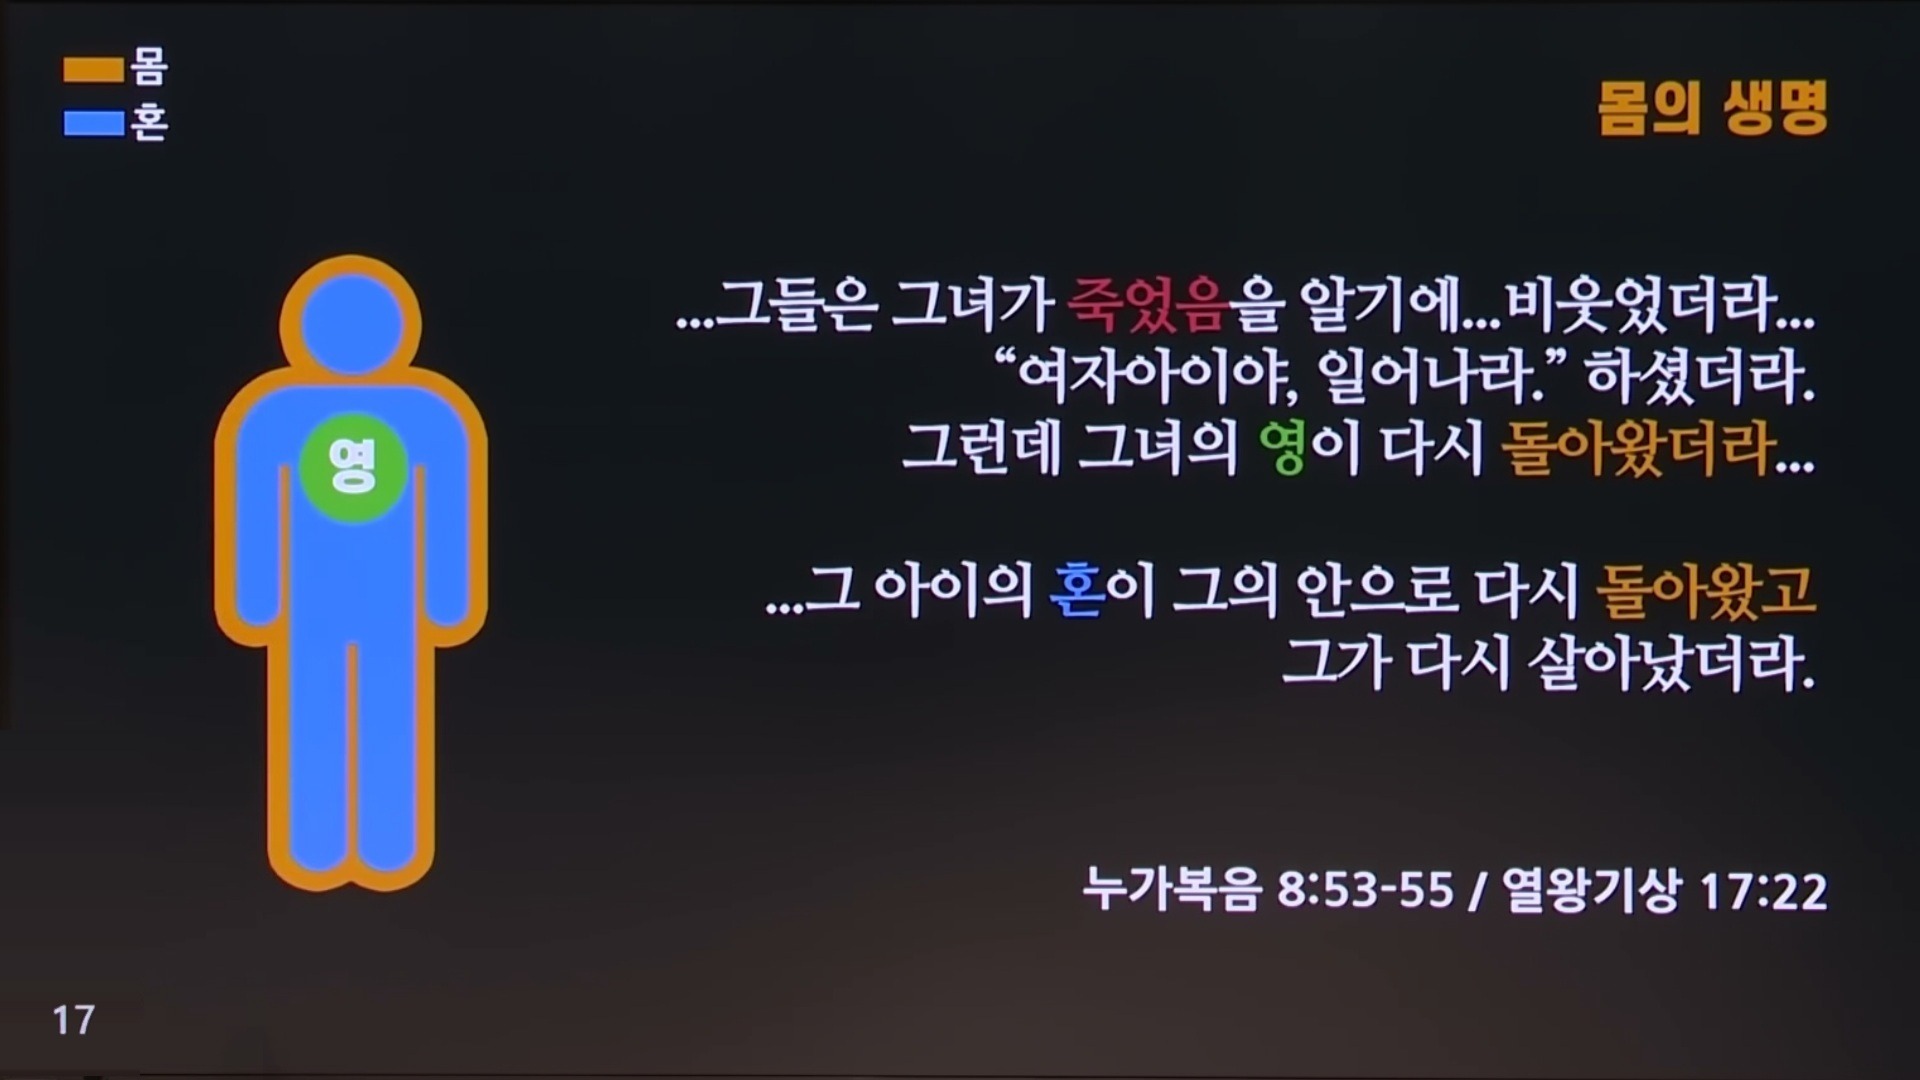 몸
혼
몸의 생명
영
...그들은 그녀가 죽었음을 알기에...비웃었더라...
“여자아이야, 일어나라.” 하셨더라.
그런데 그녀의 영이 다시 돌아왔더라...
...그 아이의 혼이 그의 안으로 다시 돌아왔고
그가 다시 살아났더라.
누가복음 8:53-55 / 열왕기상 17:22
17